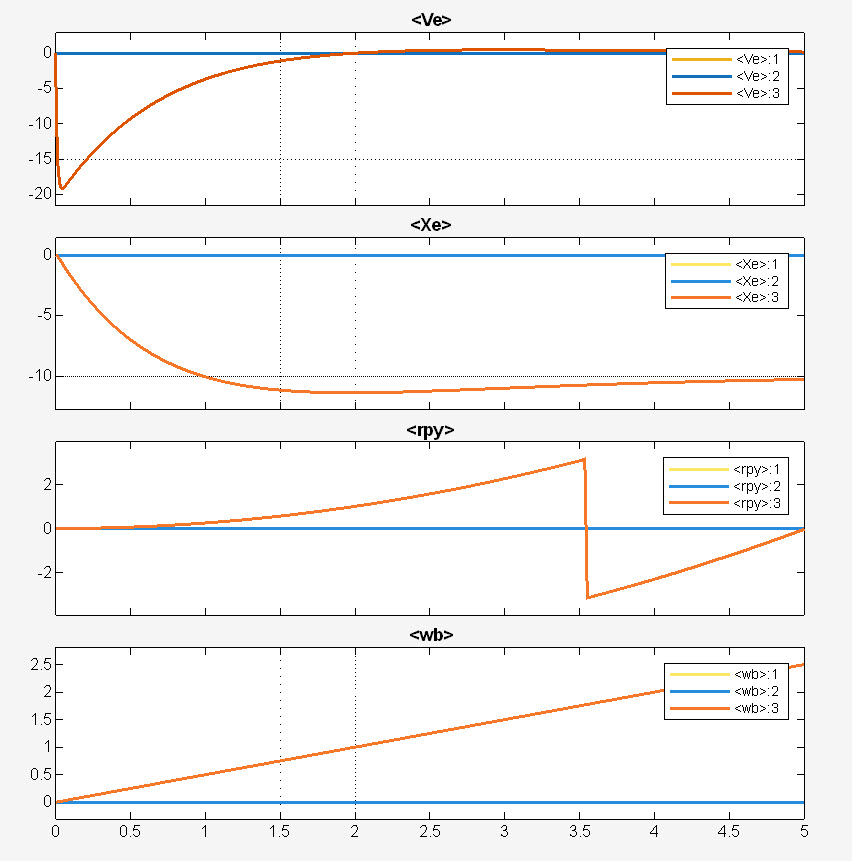 <Ve>
0
-5
-10
-15
-20
<Ve>:1
<Ve>:2
<Ve>:3
<Xe>
0
-5
-10
<Xe>:1
<Xe>:2
<Xe>:3
<rpy>
2
0
-2
<rpy>:1
<rpy>:2
<rpy>:3
<wb>
2.5
2
1.5
1
0.5
0
<wb>:1
<wb>:2
<wb>:3
0 0.5 1 1.5 2 2.5 3 3.5 4 4.5 5